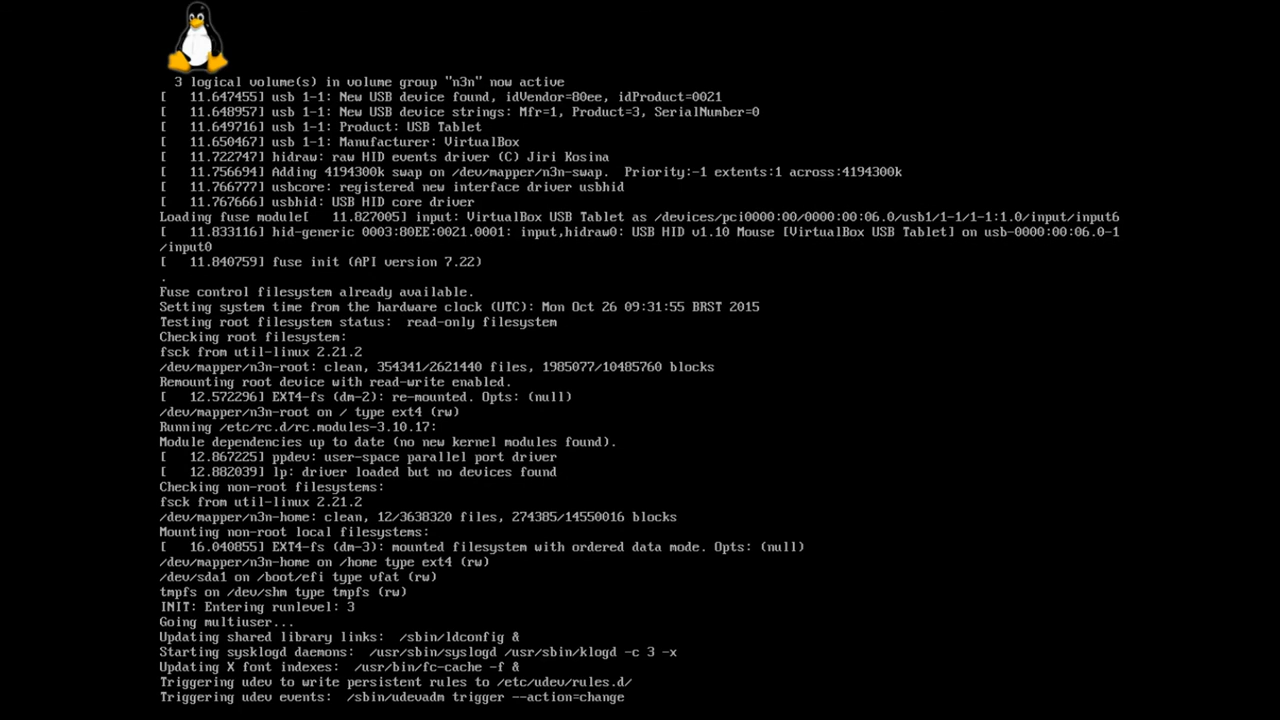 3 logical volume(s) in volume group "n3n" now active
[   11.647455] usb 1-1: New USB device found, idVendor=80ee, idProduct=0021
[   11.648957] usb 1-1: New USB device strings: Mfr=1, Product=3, SerialNumber=0
[   11.649716] usb 1-1: Product: USB Tablet
[   11.650467] usb 1-1: Manufacturer: VirtualBox
[   11.722747] hidraw: raw HID events driver (C) Jiri Kosina
[   11.756694] Adding 4194300k swap on /dev/mapper/n3n-swap.  Priority:-1 extents:1 across:4194300k
[   11.766777] usbcore: registered new interface driver usbhid
[   11.767666] usbhid: USB HID core driver
Loading fuse module[   11.827005] input: VirtualBox USB Tablet as /devices/pci0000:00/0000:00:06.0/usb1/1-1/1-1:1.0/input/input6
[   11.833116] hid-generic 0003:80EE:0021.0001: input,hidraw0: USB HID v1.10 Mouse [VirtualBox USB Tablet] on usb-0000:00:06.0-1
/input0
[   11.840759] fuse init (API version 7.22)
.
Fuse control filesystem already available.
Setting system time from the hardware clock (UTC): Mon Oct 26 09:31:55 BRST 2015
Testing root filesystem status:  read-only filesystem
Checking root filesystem:
fsck from util-linux 2.21.2
/dev/mapper/n3n-root: clean, 354341/2621440 files, 1985077/10485760 blocks
Remounting root device with read-write enabled.
[   12.572296] EXT4-fs (dm-2): re-mounted. Opts: (null)
/dev/mapper/n3n-root on / type ext4 (rw)
Running /etc/rc.d/rc.modules-3.10.17:
Module dependencies up to date (no new kernel modules found).
[   12.867225] ppdev: user-space parallel port driver
[   12.882039] lp: driver loaded but no devices found
Checking non-root filesystems:
fsck from util-linux 2.21.2
/dev/mapper/n3n-home: clean, 12/3638320 files, 274385/14550016 blocks
Mounting non-root local filesystems:
[   16.040855] EXT4-fs (dm-3): mounted filesystem with ordered data mode. Opts: (null)
/dev/mapper/n3n-home on /home type ext4 (rw)
/dev/sda1 on /boot/efi type vfat (rw)
tmpfs on /dev/shm type tmpfs (rw)
INIT: Entering runlevel: 3
Going multiuser...
Updating shared library links:  /sbin/ldconfig &
Starting sysklogd daemons:  /usr/sbin/syslogd /usr/sbin/klogd -c 3 -x
Updating X font indexes:  /usr/bin/fc-cache -f &
Triggering udev to write persistent rules to /etc/udev/rules.d/
Triggering udev events:  /sbin/udevadm trigger --action=change